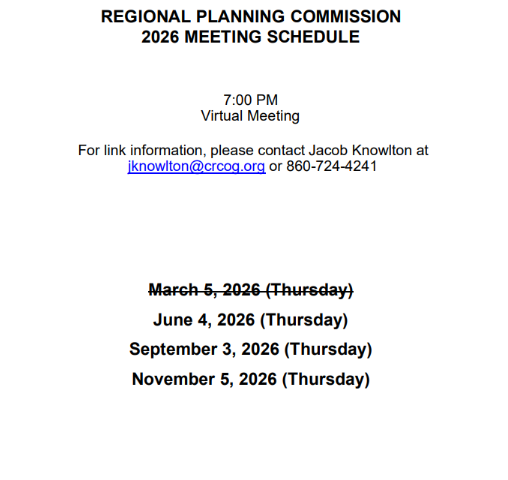 REGIONAL PLANNING COMMISSION
2026 MEETING SCHEDULE
7:00 PM
Virtual Meeting
For link information, please contact Jacob Knowlton at
jknowlton@crcog.org or 860-724-4241
March 5, 2026 (Thursday)
June 4, 2026 (Thursday)
September 3, 2026 (Thursday)
November 5, 2026 (Thursday)